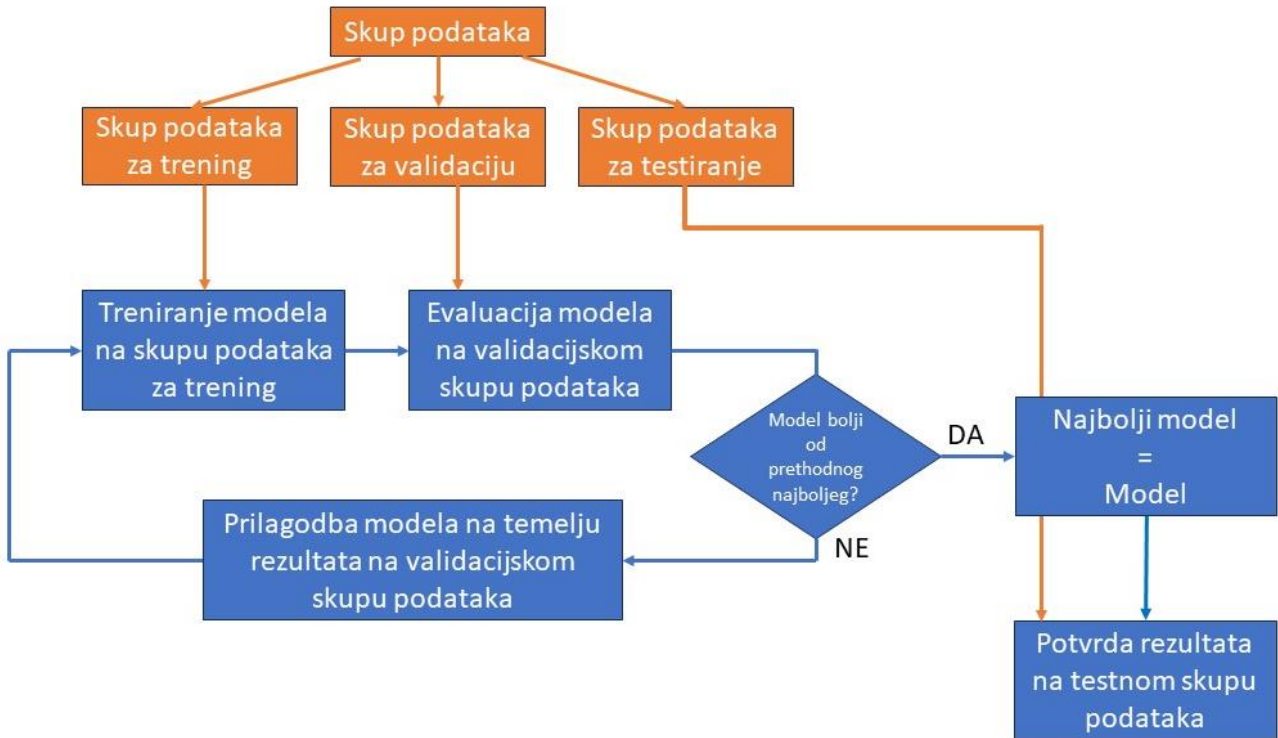 Skup podataka
Skup podataka
za trening
Skup podataka
za validaciju
Skup podataka
za testiranje
Treniranje modela
na skupu podataka
za trening
Evaluacija modela
na validacijskom
skupu podataka
Model bolji
od
prethodnog
najboljeg?
DA
Najbolji model
=
Model
NE
Prilagodba modela na temelju
rezultata na validacijskom
skupu podataka
Potvrda rezultata
na testnom skupu
podataka